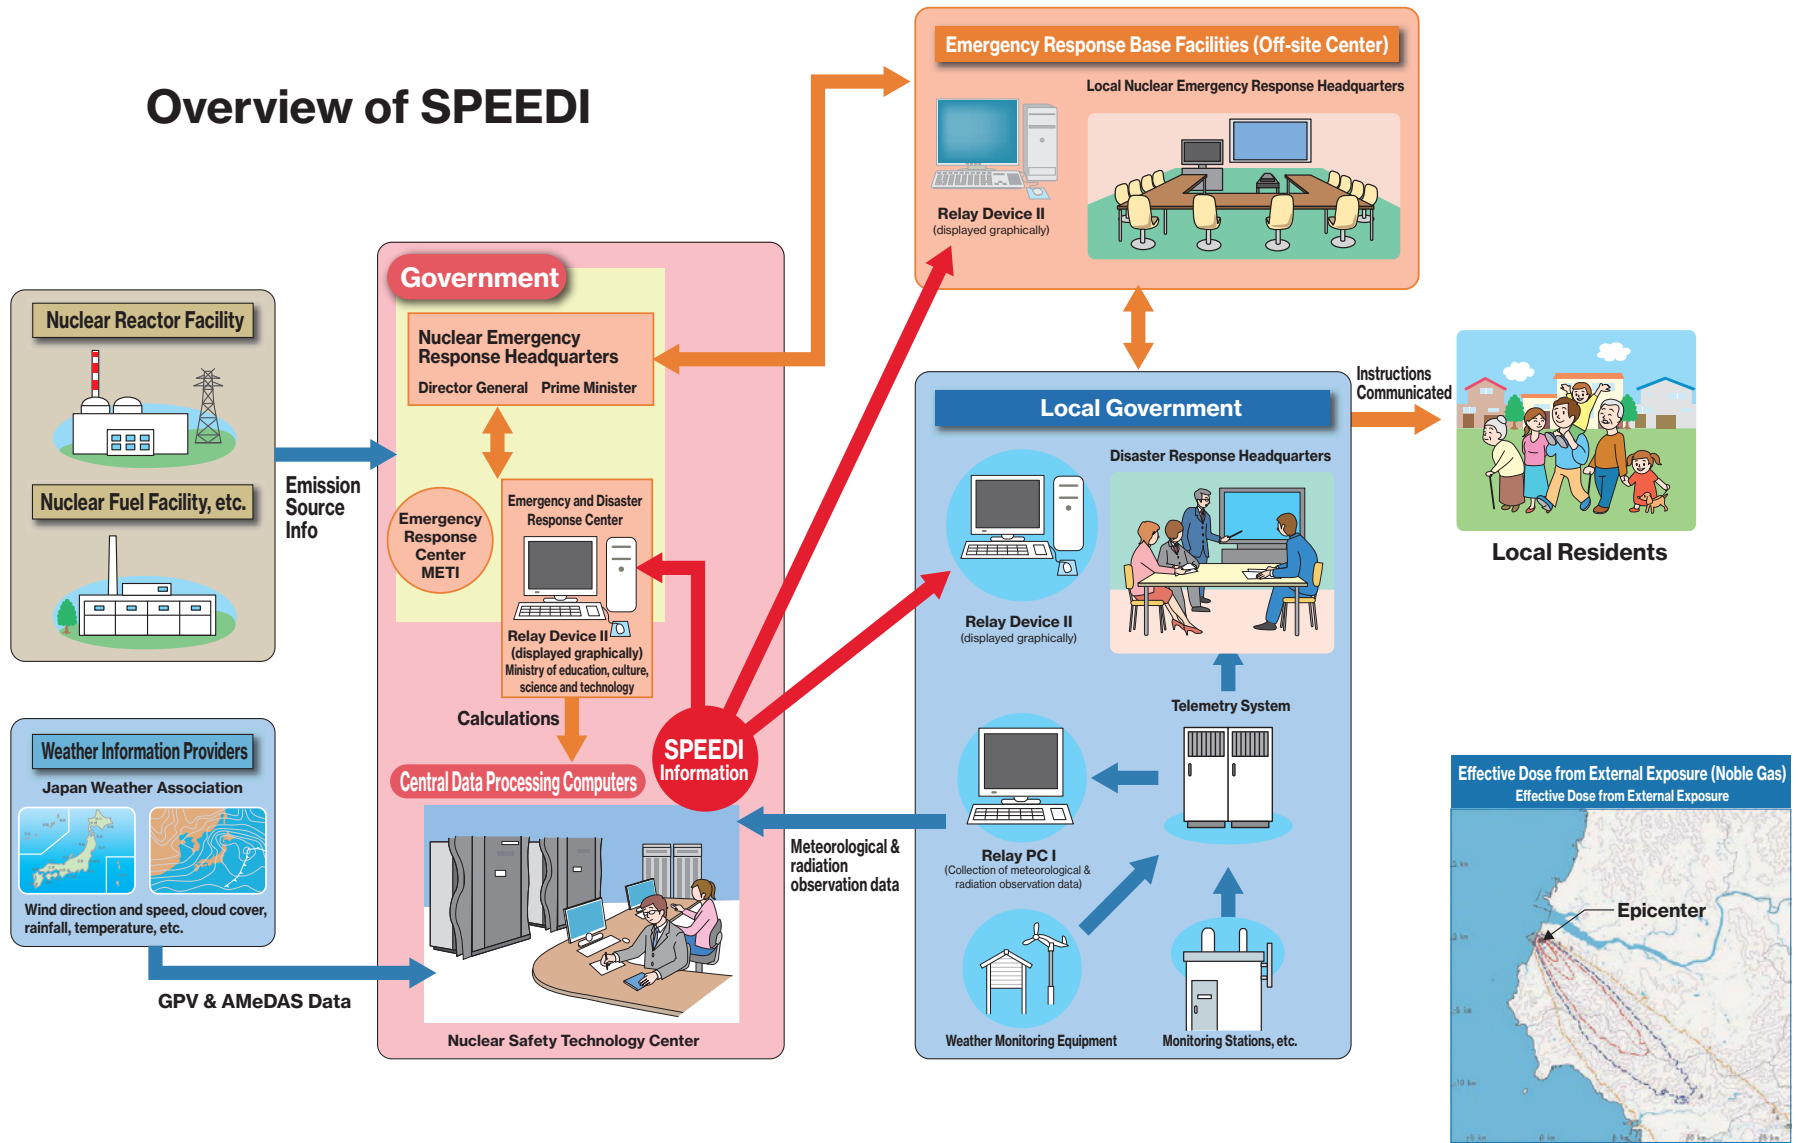 Overview of SPEEDI
Emergency Response Base Facilities (Off-site Center)
Local Nuclear Emergency Response Headquarters
Relay Device II
(displayed graphically)
Government
Nuclear Emergency
Response Headquarters
Director General Prime Minister
Emergency
Response
Center
METI
Emergency and Disaster
Response Center
Relay Device II
(displayed graphically)
Ministry of education, culture,
science and technology
Calculations
SPEEDI
Information
Central Data Processing Computers
Nuclear Safety Technology Center
Nuclear Reactor Facility
Nuclear Fuel Facility, etc.
Emission
Source
Info
Weather Information Providers
Japan Weather Association
Wind direction and speed, cloud cover,
rainfall, temperature, etc.
GPV & AMeDAS Data
Meteorological &
radiation
observation data
Local Government
Disaster Response Headquarters
Relay Device II
(displayed graphically)
Telemetry System
Relay PC I
(Collection of meteorological &
radiation observation data)
Weather Monitoring Equipment
Monitoring Stations, etc.
Instructions
Communicated
Local Residents
Effective Dose from External Exposure (Noble Gas)
Effective Dose from External Exposure
Epicenter